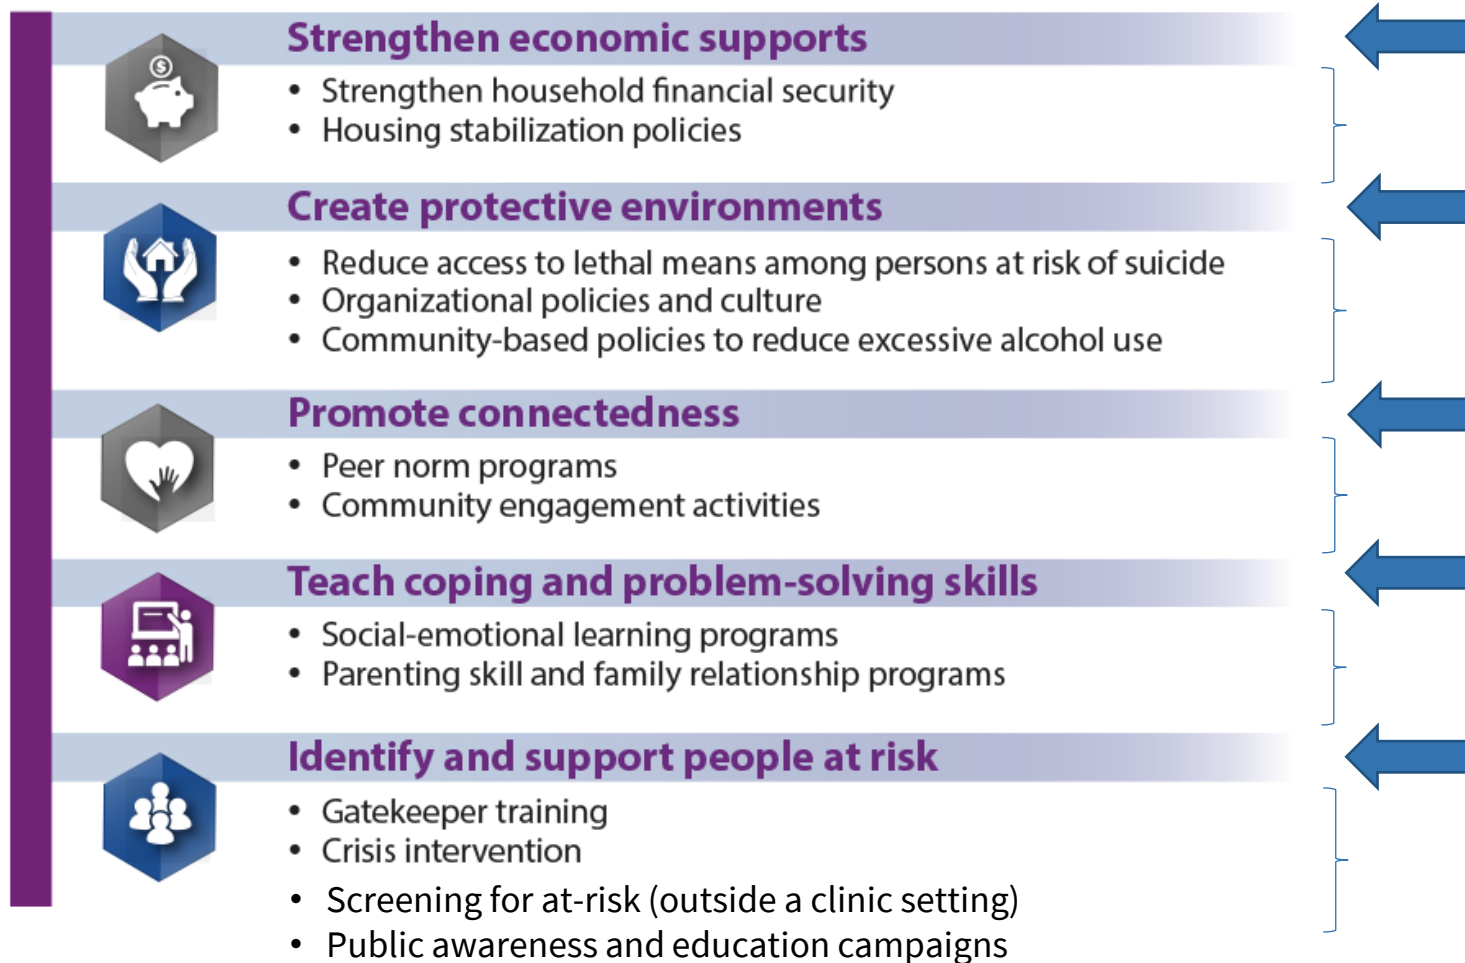 Strengthen economic supports
• Strengthen household financial security
• Housing stabilization policies
Create protective environments
• Reduce access to lethal means among persons at risk of suicide
• Organizational policies and culture
• Community-based policies to reduce excessive alcohol use
Promote connectedness
• Peer norm programs
• Community engagement activities
Teach coping and problem-solving skills
• Social-emotional learning programs
• Parenting skill and family relationship programs
Identify and support people at risk
• Gatekeeper training
• Crisis intervention
• Screening for at-risk (outside a clinic setting)
• Public awareness and education campaigns
$